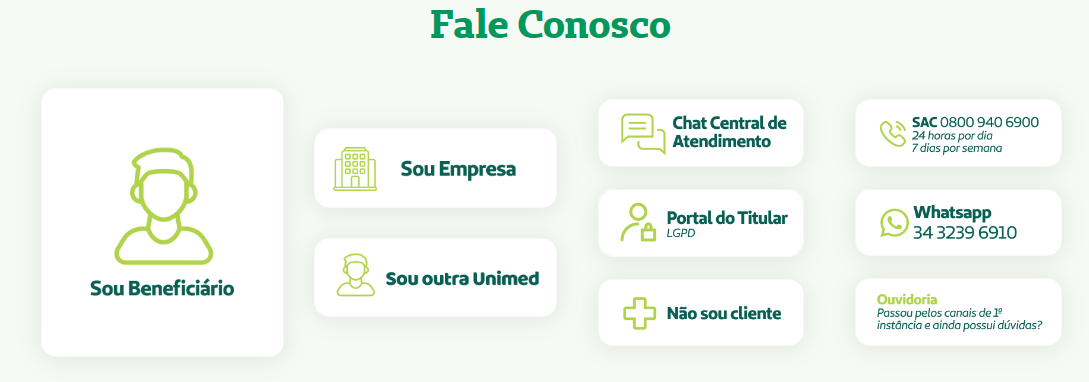 Fale Conosco
Sou Beneficiário
Sou Empresa
Sou outra Unimed
Chat Central de
Atendimento
Portal do Titular
LGPD
Não sou cliente
SAC 0800 940 6900
24 horas por dia
7 dias por semana
Whatsapp
34 3239 6910
Ouvidoria
Passou pelos canais de 1ª
instância e ainda possui dúvidas?